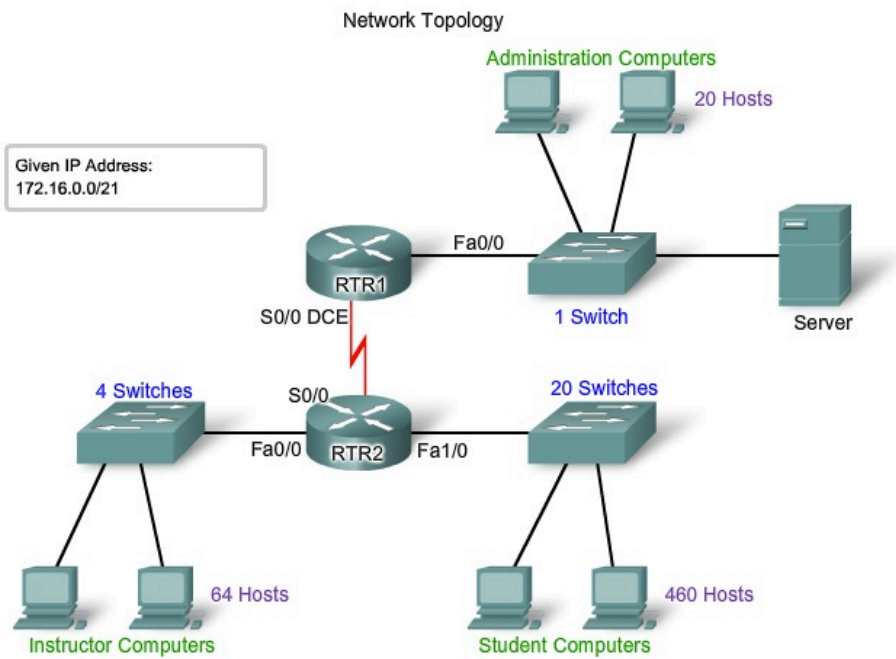 Network Topology
Administration Computers
20 Hosts
Given IP Address:
172.16.0.0/21
Fa0/0
RTR1
S0/0 DCE
1 Switch
Server
4 Switches
20 Switches
S0/0
Fa0/0
RTR2
Fa1/0
64 Hosts
460 Hosts
Instructor Computers
Student Computers